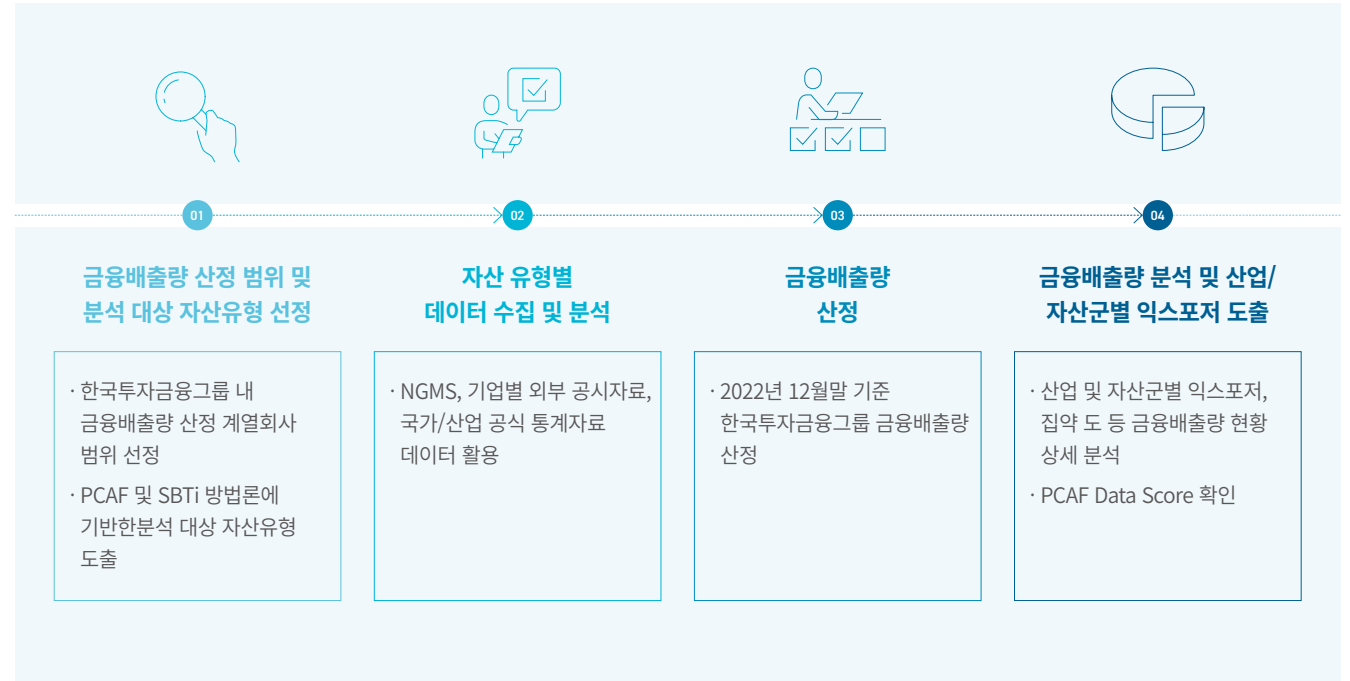 01
금융배출량 산정 범위 및
분석 대상 자산유형 선정
· 한국투자금융그룹 내
금융배출량 산정 계열회사
범위 선정
· PCAF 및 SBTi 방법론에
기반한분석 대상 자산유형
도출
02
자산 유형별
데이터 수집 및 분석
· NGMS, 기업별 외부 공시자료,
국가/산업 공식 통계자료
데이터 활용
03
금융배출량
산정
· 2022년 12월말 기준
한국투자금융그룹 금융배출량
산정
04
금융배출량 분석 및 산업/
자산군별 익스포저 도출
· 산업 및 자산군별 익스포저,
집약 도 등 금융배출량 현황
상세 분석
· PCAF Data Score 확인